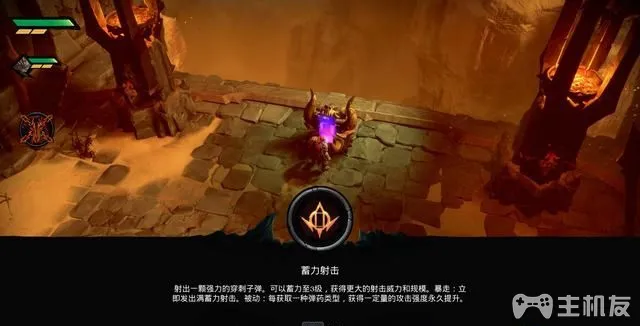 蓄力射击
射出一颗强力的穿刺子弹。可以蓄力至3级，获得更大的射击威力和规模。暴走：立
即发出满蓄力射击。被动：每获取一种弹药类型，获得一定量的攻击强度永久提升。
主机友